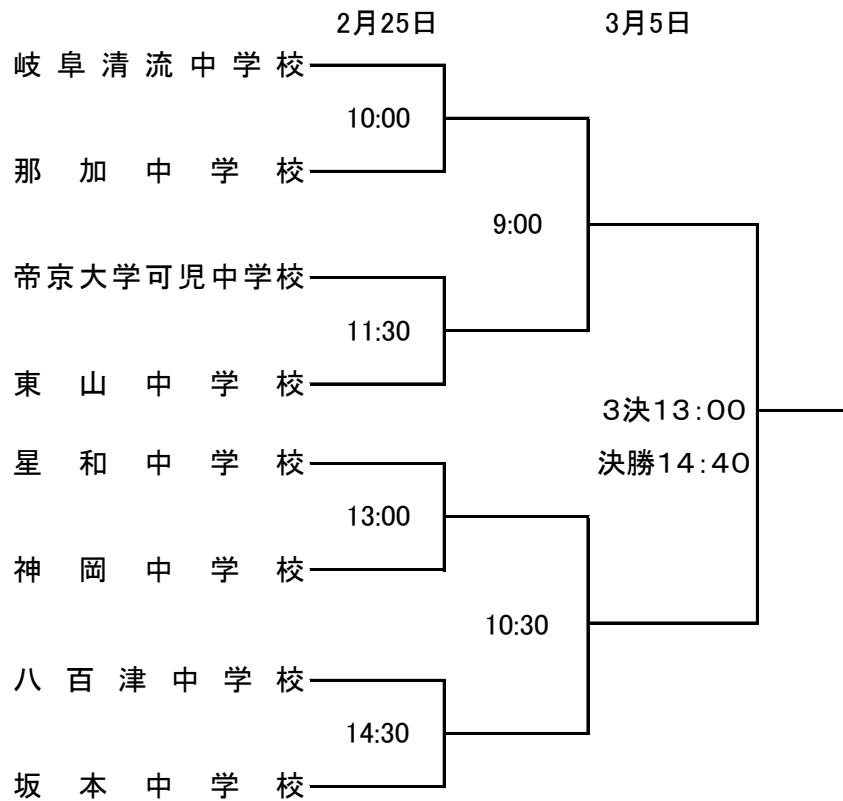 2月25日 3月5日
岐阜清流中学校
10:00
那加中学校
9:00
帝京大学可児中学校
11:30
東山中学校
3決13:00
星和中学校
決勝14:40
13:00
神岡中学校
10:30
八百津中学校
14:30
坂本中学校